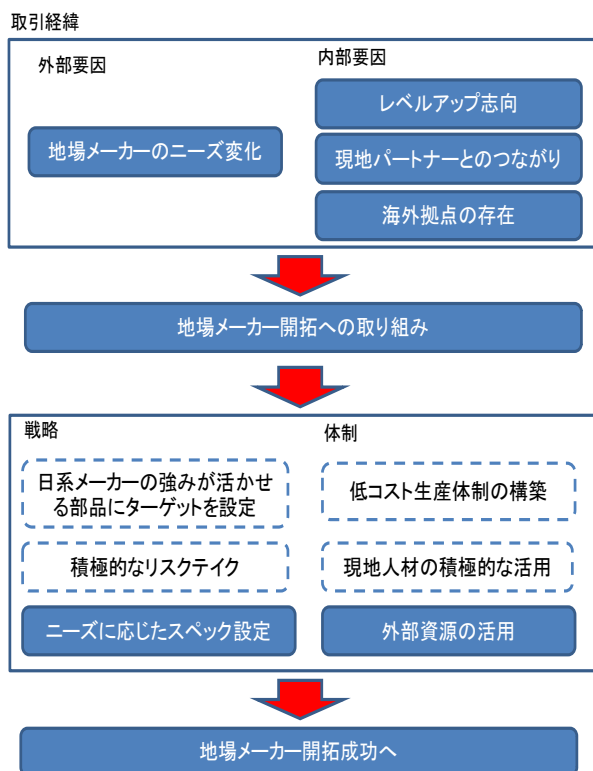 取引経緯
外部要因
内部要因
地場メーカーのニーズ変化
レベルアップ志向
現地パートナーとのつながり
海外拠点の存在
地場メーカー開拓への取り組み
戦略
日系メーカーの強みが活かせ
る部品にターゲットを設定
積極的なリスクテイク
ニーズに応じたスペック設定
体制
低コスト生産体制の構築
現地人材の積極的な活用
外部資源の活用
地場メーカー開拓成功へ